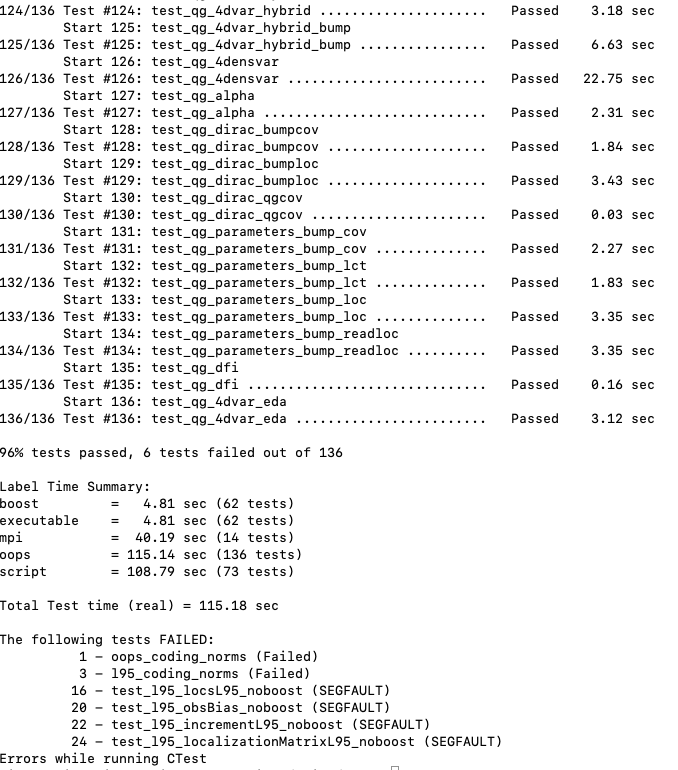 124/136 Test #124: test_qg_4dvar_hybrid ....................   Passed    3.18 sec
        Start 125: test_qg_4dvar_hybrid_bump
125/136 Test #125: test_qg_4dvar_hybrid_bump ...............   Passed    6.63 sec
        Start 126: test_qg_4densvar
126/136 Test #126: test_qg_4densvar ........................   Passed   22.75 sec
        Start 127: test_qg_alpha
127/136 Test #127: test_qg_alpha ...........................   Passed    2.31 sec
        Start 128: test_qg_dirac_bumpcov
128/136 Test #128: test_qg_dirac_bumpcov ...................   Passed    1.84 sec
        Start 129: test_qg_dirac_bumploc
129/136 Test #129: test_qg_dirac_bumploc ...................   Passed    3.43 sec
        Start 130: test_qg_dirac_qgcov
130/136 Test #130: test_qg_dirac_qgcov .....................   Passed    0.03 sec
        Start 131: test_qg_parameters_bump_cov
131/136 Test #131: test_qg_parameters_bump_cov .............   Passed    2.27 sec
        Start 132: test_qg_parameters_bump_lct
132/136 Test #132: test_qg_parameters_bump_lct .............   Passed    1.83 sec
        Start 133: test_qg_parameters_bump_loc
133/136 Test #133: test_qg_parameters_bump_loc .............   Passed    3.35 sec
        Start 134: test_qg_parameters_bump_readloc
134/136 Test #134: test_qg_parameters_bump_readloc .........   Passed    3.35 sec
        Start 135: test_qg_dfi
135/136 Test #135: test_qg_dfi .............................   Passed    0.16 sec
        Start 136: test_qg_4dvar_eda
136/136 Test #136: test_qg_4dvar_eda .......................   Passed    3.12 sec

96% tests passed, 6 tests failed out of 136

Label Time Summary:
boost         =   4.81 sec (62 tests)
executable    =   4.81 sec (62 tests)
mpi           =  40.19 sec (14 tests)
oops          = 115.14 sec (136 tests)
script        = 108.79 sec (73 tests)

Total Test time (real) = 115.18 sec

The following tests FAILED:
          1 - oops_coding_norms (Failed)
          3 - l95_coding_norms (Failed)
         16 - test_l95_locsL95_noboost (SEGFAULT)
         20 - test_l95_obsBias_noboost (SEGFAULT)
         22 - test_l95_incrementL95_noboost (SEGFAULT)
         24 - test_l95_localizationMatrixL95_noboost (SEGFAULT)
Errors while running CTest